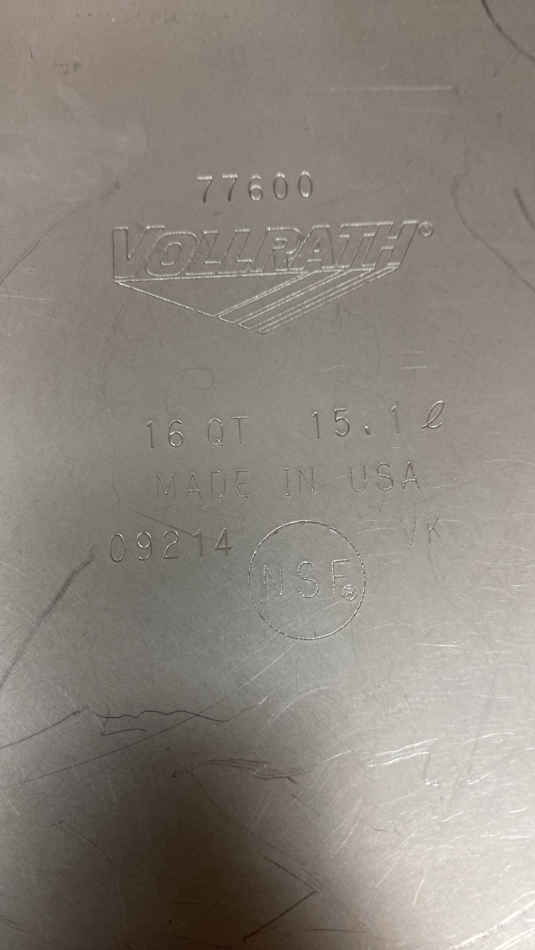 77600
VOLLRATH®
16 QT 15.1 ℓ
MADE IN USA
09214 VK
NSF®